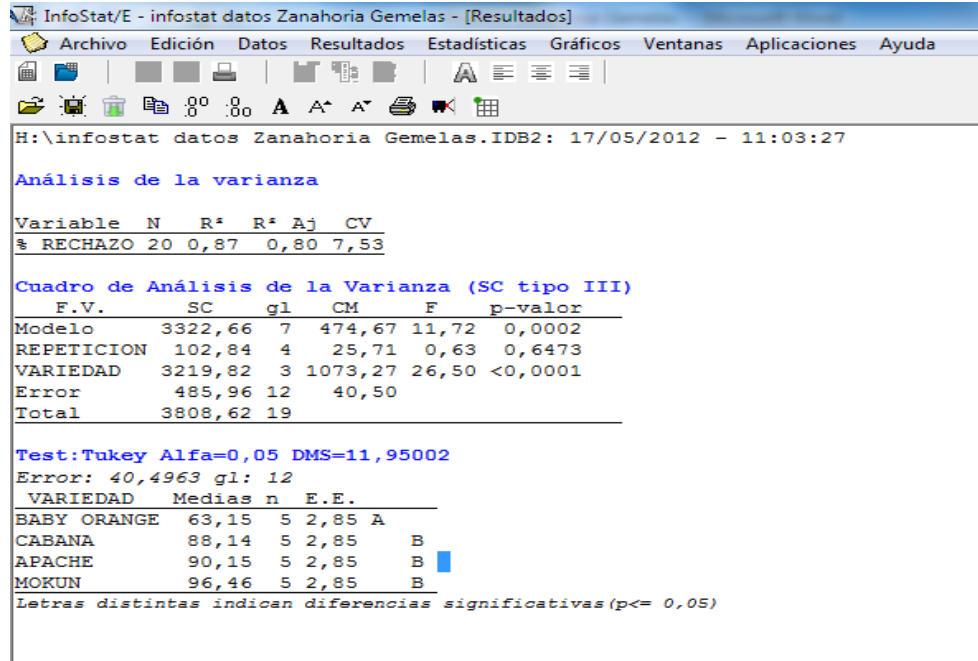 InfoStat/E - infostat datos Zanahoria Gemelas - [Resultados]
Archivo Edición Datos Resultados Estadísticas Gráficos Ventanas Aplicaciones Ayuda
H:\infostat datos Zanahoria Gemelas.IDB2: 17/05/2012 - 11:03:27
Análisis de la varianza
Variable N R² R² Aj CV
% RECHAZO 20 0,87 0,80 7,53
Cuadro de Análisis de la Varianza (SC tipo III)
F.V. SC gl CM F p-valor
Modelo 3322,66 7 474,67 11,72 0,0002
REPETICION 102,84 4 25,71 0,63 0,6473
VARIEDAD 3219,82 3 1073,27 26,50 <0,0001
Error 485,96 12 40,50
Total 3808,62 19
Test:Tukey Alfa=0,05 DMS=11,95002
Error: 40,4963 gl: 12
VARIEDAD Medias n E.E.
BABY ORANGE 63,15 5 2,85 A
CABANA 88,14 5 2,85 B
APACHE 90,15 5 2,85 B
MOKUN 96,46 5 2,85 B
Letras distintas indican diferencias significativas(p<= 0,05)